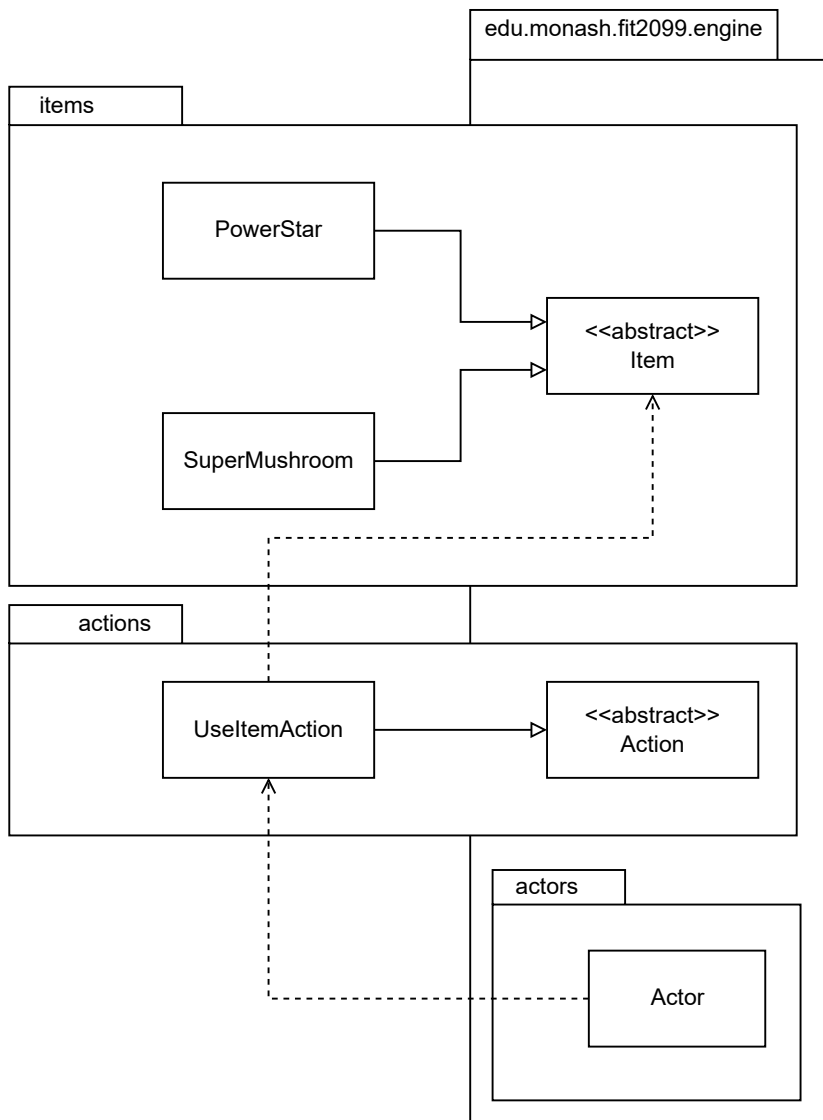 edu.monash.fit2099.engine
items
PowerStar
<<abstract>>
Item
SuperMushroom
actions
UseItemAction
<<abstract>>
Action
actors
Actor